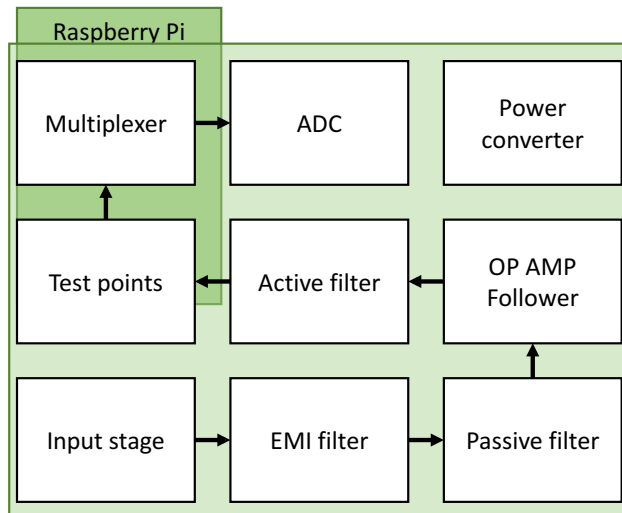 Raspberry Pi
Multiplexer
ADC
Power
converter
Test points
Active filter
OP AMP
Follower
Input stage
EMI filter
Passive filter